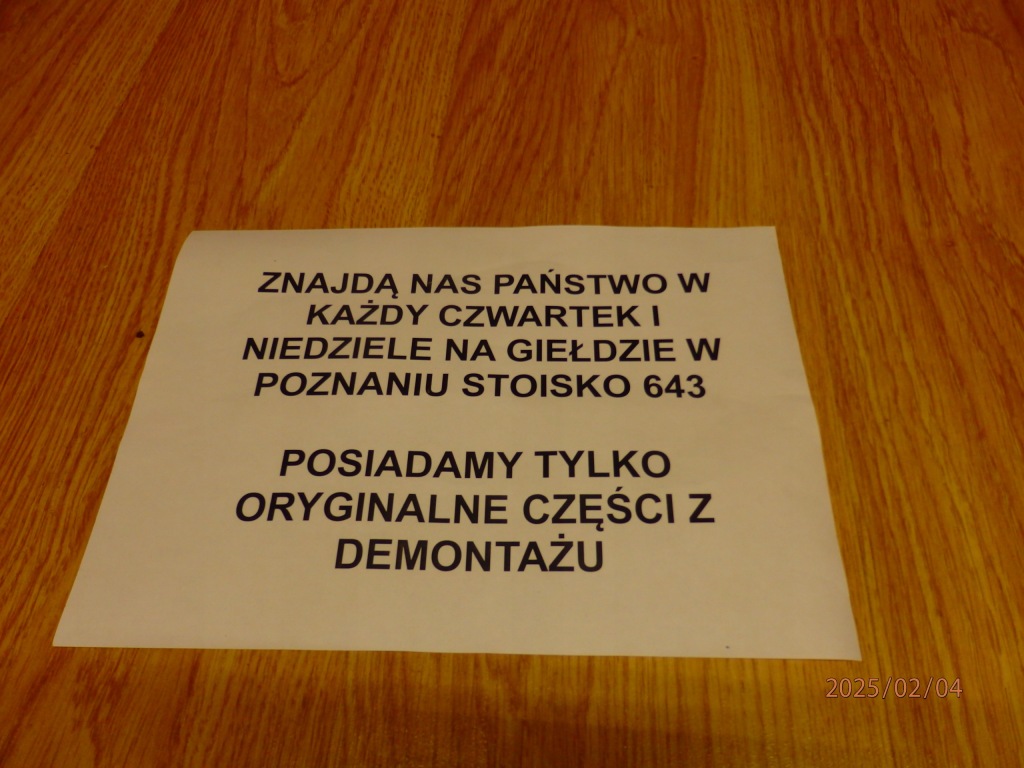 ZNAJDĄ NAS PAŃSTWO W
KAŻDY CZWARTEK I
NIEDZIELE NA GIEŁDZIE W
POZNANIU STOISKO 643
POSIADAMY TYLKO
ORYGINALNE CZĘŚCI Z
DEMONTAŻU
2025/02/04